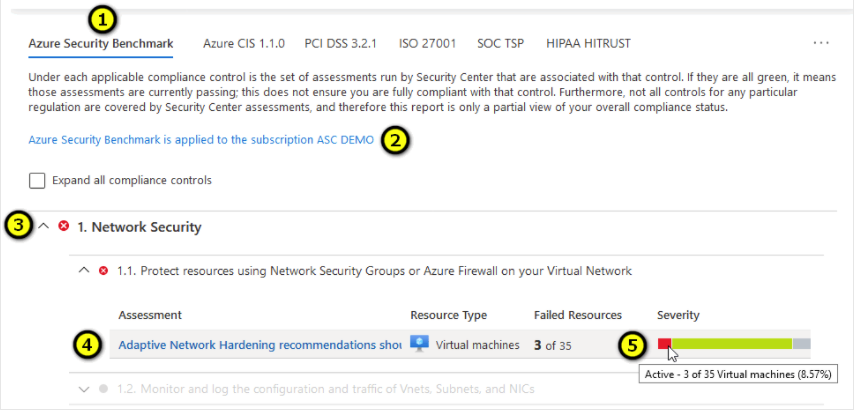 1
Azure Security Benchmark Azure CIS 1.1.0 PCI DSS 3.2.1 ISO 27001 SOC TSP HIPAA HITRUST ...
Under each applicable compliance control is the set of assessments run by Security Center that are associated with that control. If they are all green, it means
those assessments are currently passing; this does not ensure you are fully compliant with that control. Furthermore, not all controls for any particular
regulation are covered by Security Center assessments, and therefore this report is only a partial view of your overall compliance status.
Azure Security Benchmark is applied to the subscription ASC DEMO 2
Expand all compliance controls
3 1. Network Security
1.1. Protect resources using Network Security Groups or Azure Firewall on your Virtual Network
Assessment Resource Type Failed Resources Severity
4 Adaptive Network Hardening recommendations shou Virtual machines 3 of 35 5
Active - 3 of 35 Virtual machines (8.57%)
1.2. Monitor and log the configuration and traffic of Vnets, Subnets, and NICs